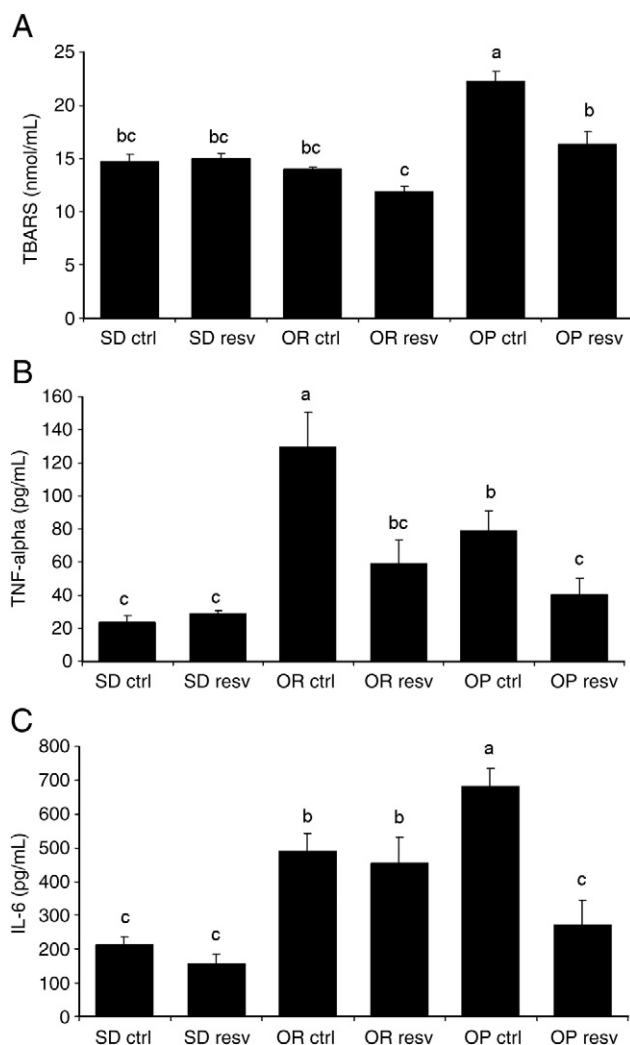 A
TBARS (nmol/mL)
25
20
15
10
5
0
bc
bc
bc
c
a
b
SD ctrl SD resv OR ctrl OR resv OP ctrl OP resv
B
TNF-alpha (pg/mL)
160
140
120
100
80
60
40
20
0
c
c
a
bc
b
c
SD ctrl SD resv OR ctrl OR resv OP ctrl OP resv
C
IL-6 (pg/mL)
800
700
600
500
400
300
200
100
0
c
c
b
b
a
c
SD ctrl SD resv OR ctrl OR resv OP ctrl OP resv